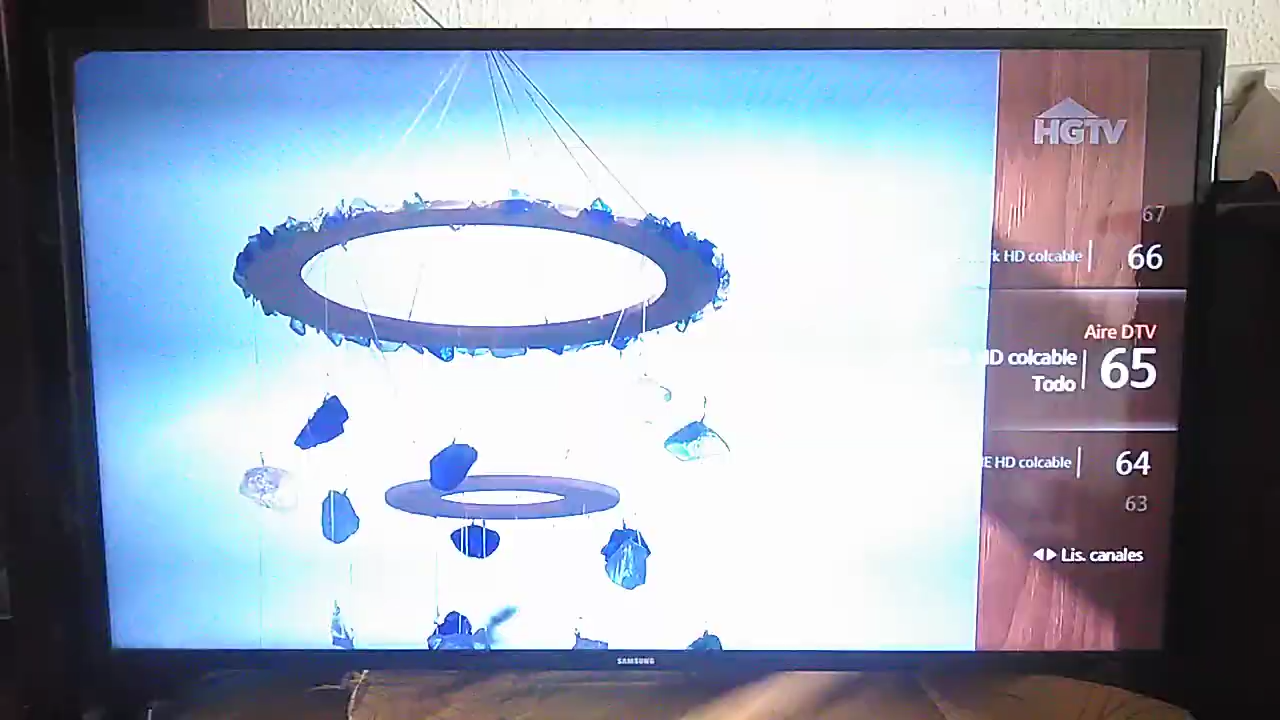 HGTV
67
HD colcable | 66
Aire DTV
HD colcable
Todo | 65
HD colcable | 64
63
◀▶ Lis. canales
SAMSUNG